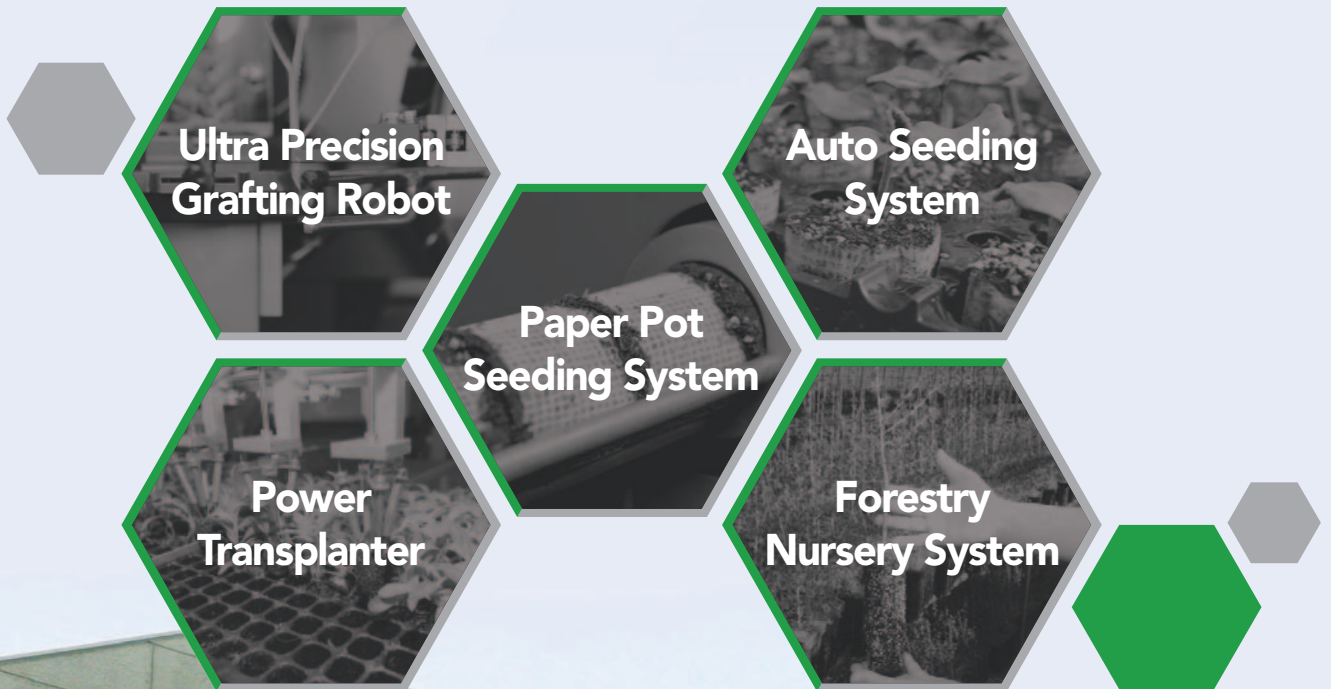 Ultra Precision
Grafting Robot
Auto Seeding
System
Paper Pot
Seeding System
Power
Transplanter
Forestry
Nursery System